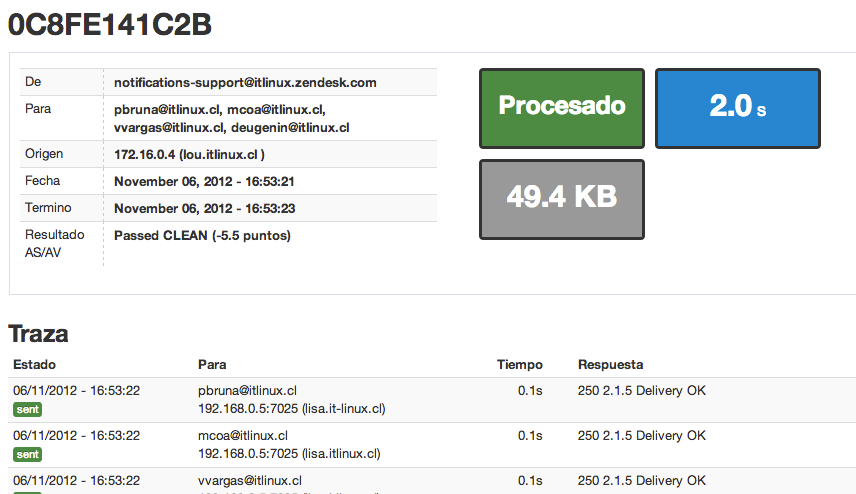 0C8FE141C2B
De notifications-support@itlinux.zendesk.com
Para pbruna@itlinux.cl, mcoa@itlinux.cl,
vvargas@itlinux.cl, deugenin@itlinux.cl
Origen 172.16.0.4 (lou.itlinux.cl )
Fecha November 06, 2012 - 16:53:21
Termino November 06, 2012 - 16:53:23
Resultado Passed CLEAN (-5.5 puntos)
AS/AV
Procesado
2.0 s
49.4 KB
Traza
Estado Para Tiempo Respuesta
06/11/2012 - 16:53:22 pbruna@itlinux.cl 0.1s 250 2.1.5 Delivery OK
sent 192.168.0.5:7025 (lisa.it-linux.cl)
06/11/2012 - 16:53:22 mcoa@itlinux.cl 0.1s 250 2.1.5 Delivery OK
sent 192.168.0.5:7025 (lisa.itlinux.cl)
06/11/2012 - 16:53:22 vvargas@itlinux.cl 0.1s 250 2.1.5 Delivery OK